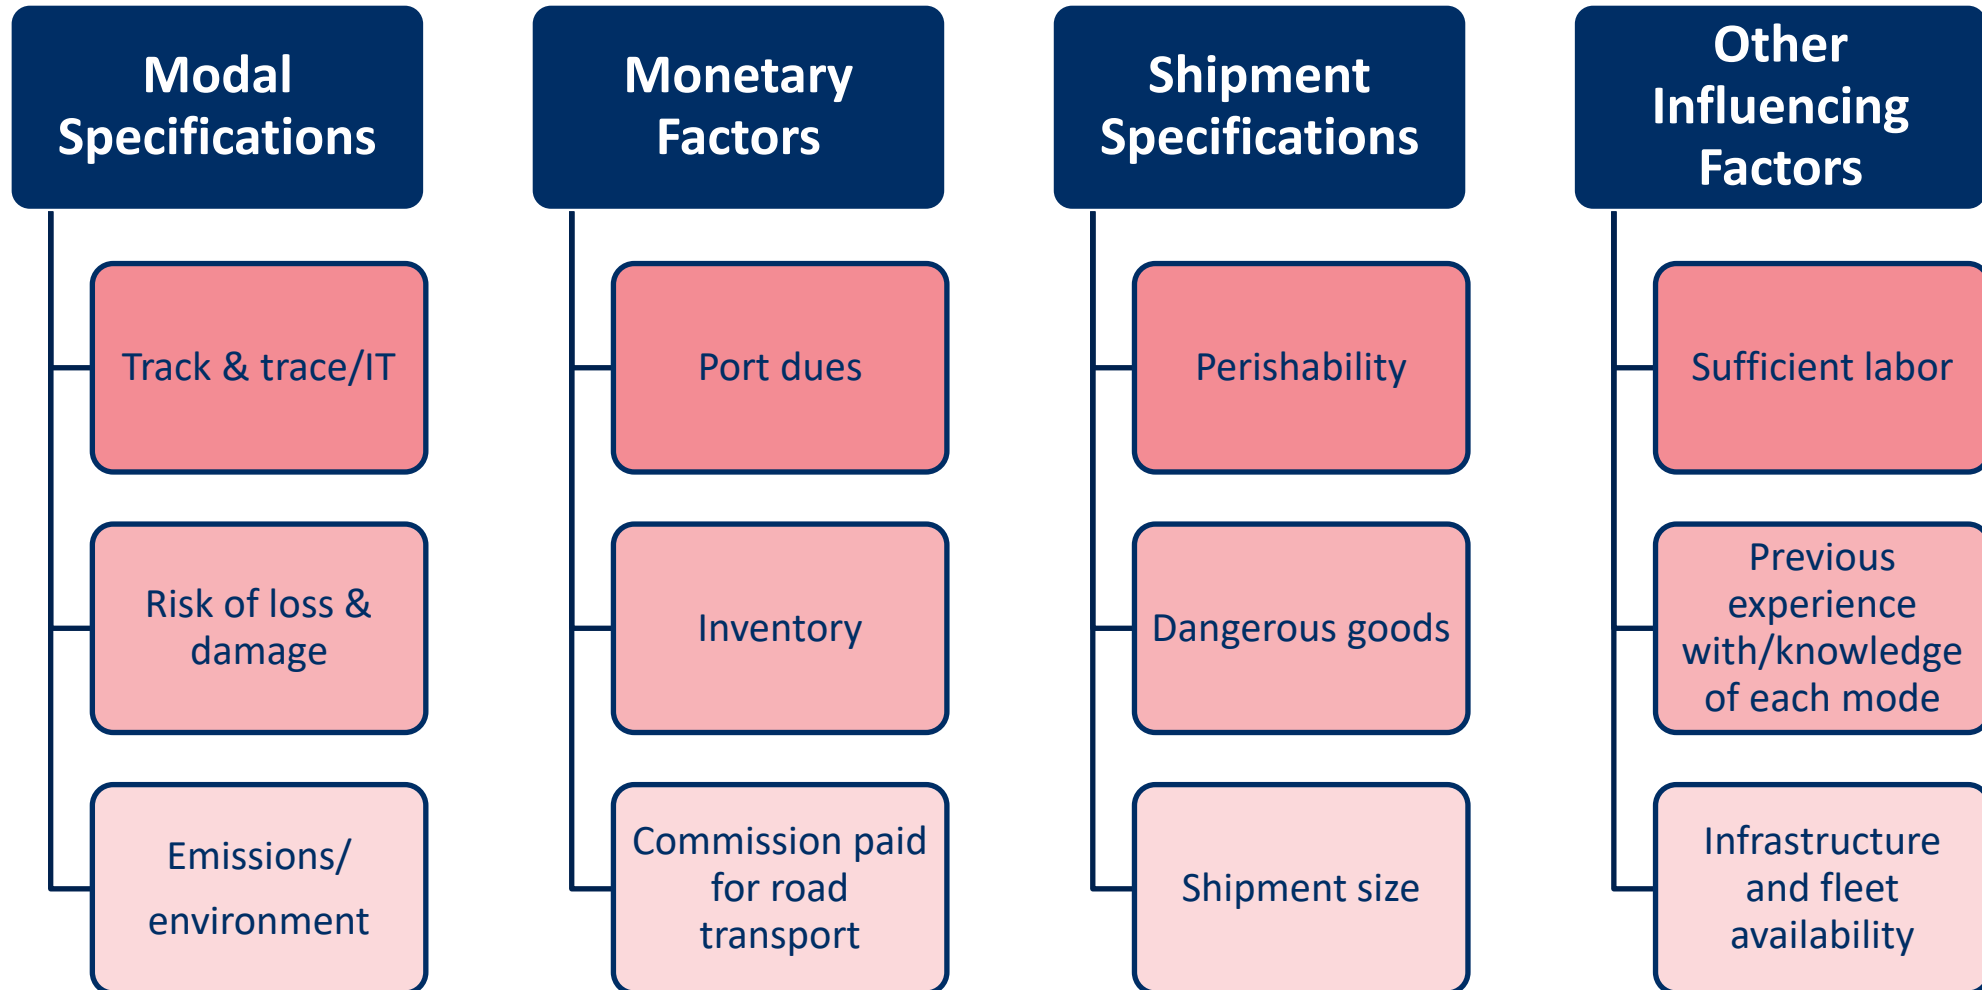 Modal
Specifications
Track & trace/IT
Risk of loss &
damage
Emissions/
environment
Monetary
Factors
Port dues
Inventory
Commission paid
for road
transport
Shipment
Specifications
Perishability
Dangerous goods
Shipment size
Other
Influencing
Factors
Sufficient labor
Previous
experience
with/knowledge
of each mode
Infrastructure
and fleet
availability